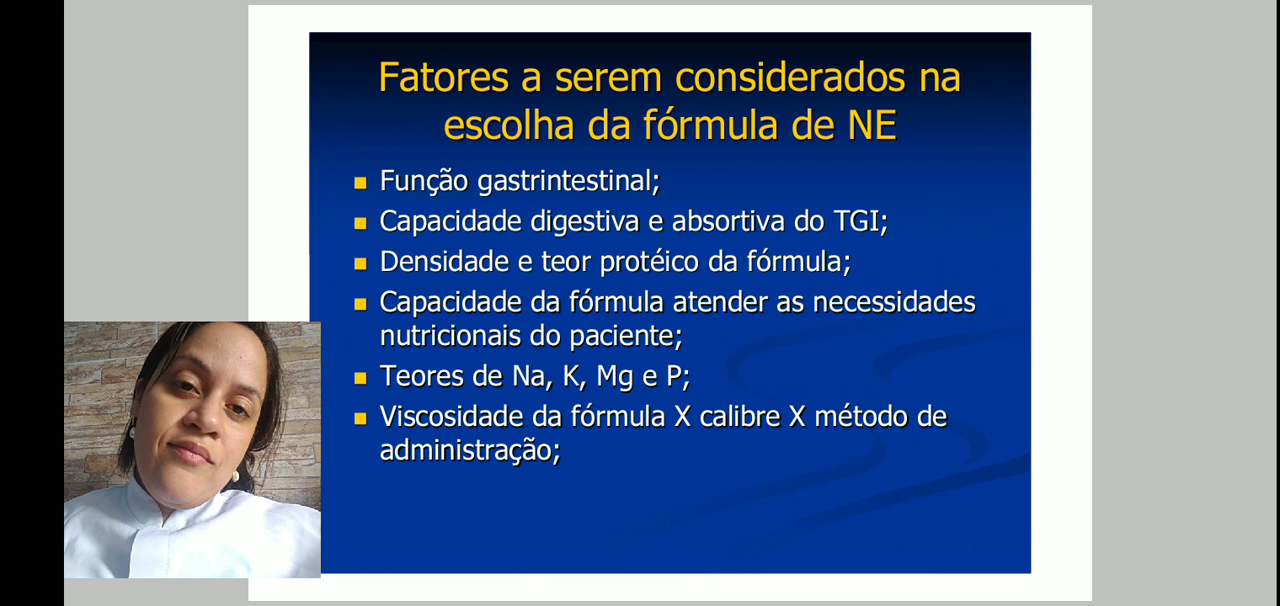 Fatores a serem considerados na
escolha da fórmula de NE
Função gastrintestinal;
Capacidade digestiva e absortiva do TGI;
Densidade e teor protéico da fórmula;
Capacidade da fórmula atender as necessidades
nutricionais do paciente;
Teores de Na, K, Mg e P;
Viscosidade da fórmula X calibre X método de
administração;